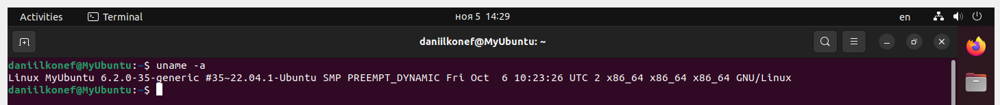 Activities Terminal ноя 5 14:29 en
daniilkonef@MyUbuntu: ~
daniilkonef@MyUbuntu:~$ uname -a
Linux MyUbuntu 6.2.0-35-generic #35~22.04.1-Ubuntu SMP PREEMPT_DYNAMIC Fri Oct  6 10:23:26 UTC 2 x86_64 x86_64 x86_64 GNU/Linux
daniilkonef@MyUbuntu:~$